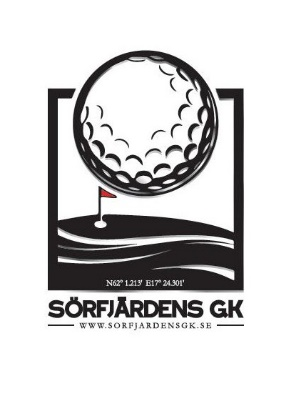 N62° 1.213' E17° 24.301'
SÖRFJÄRDENS GK
WWW.SORFJARDENSGK.SE